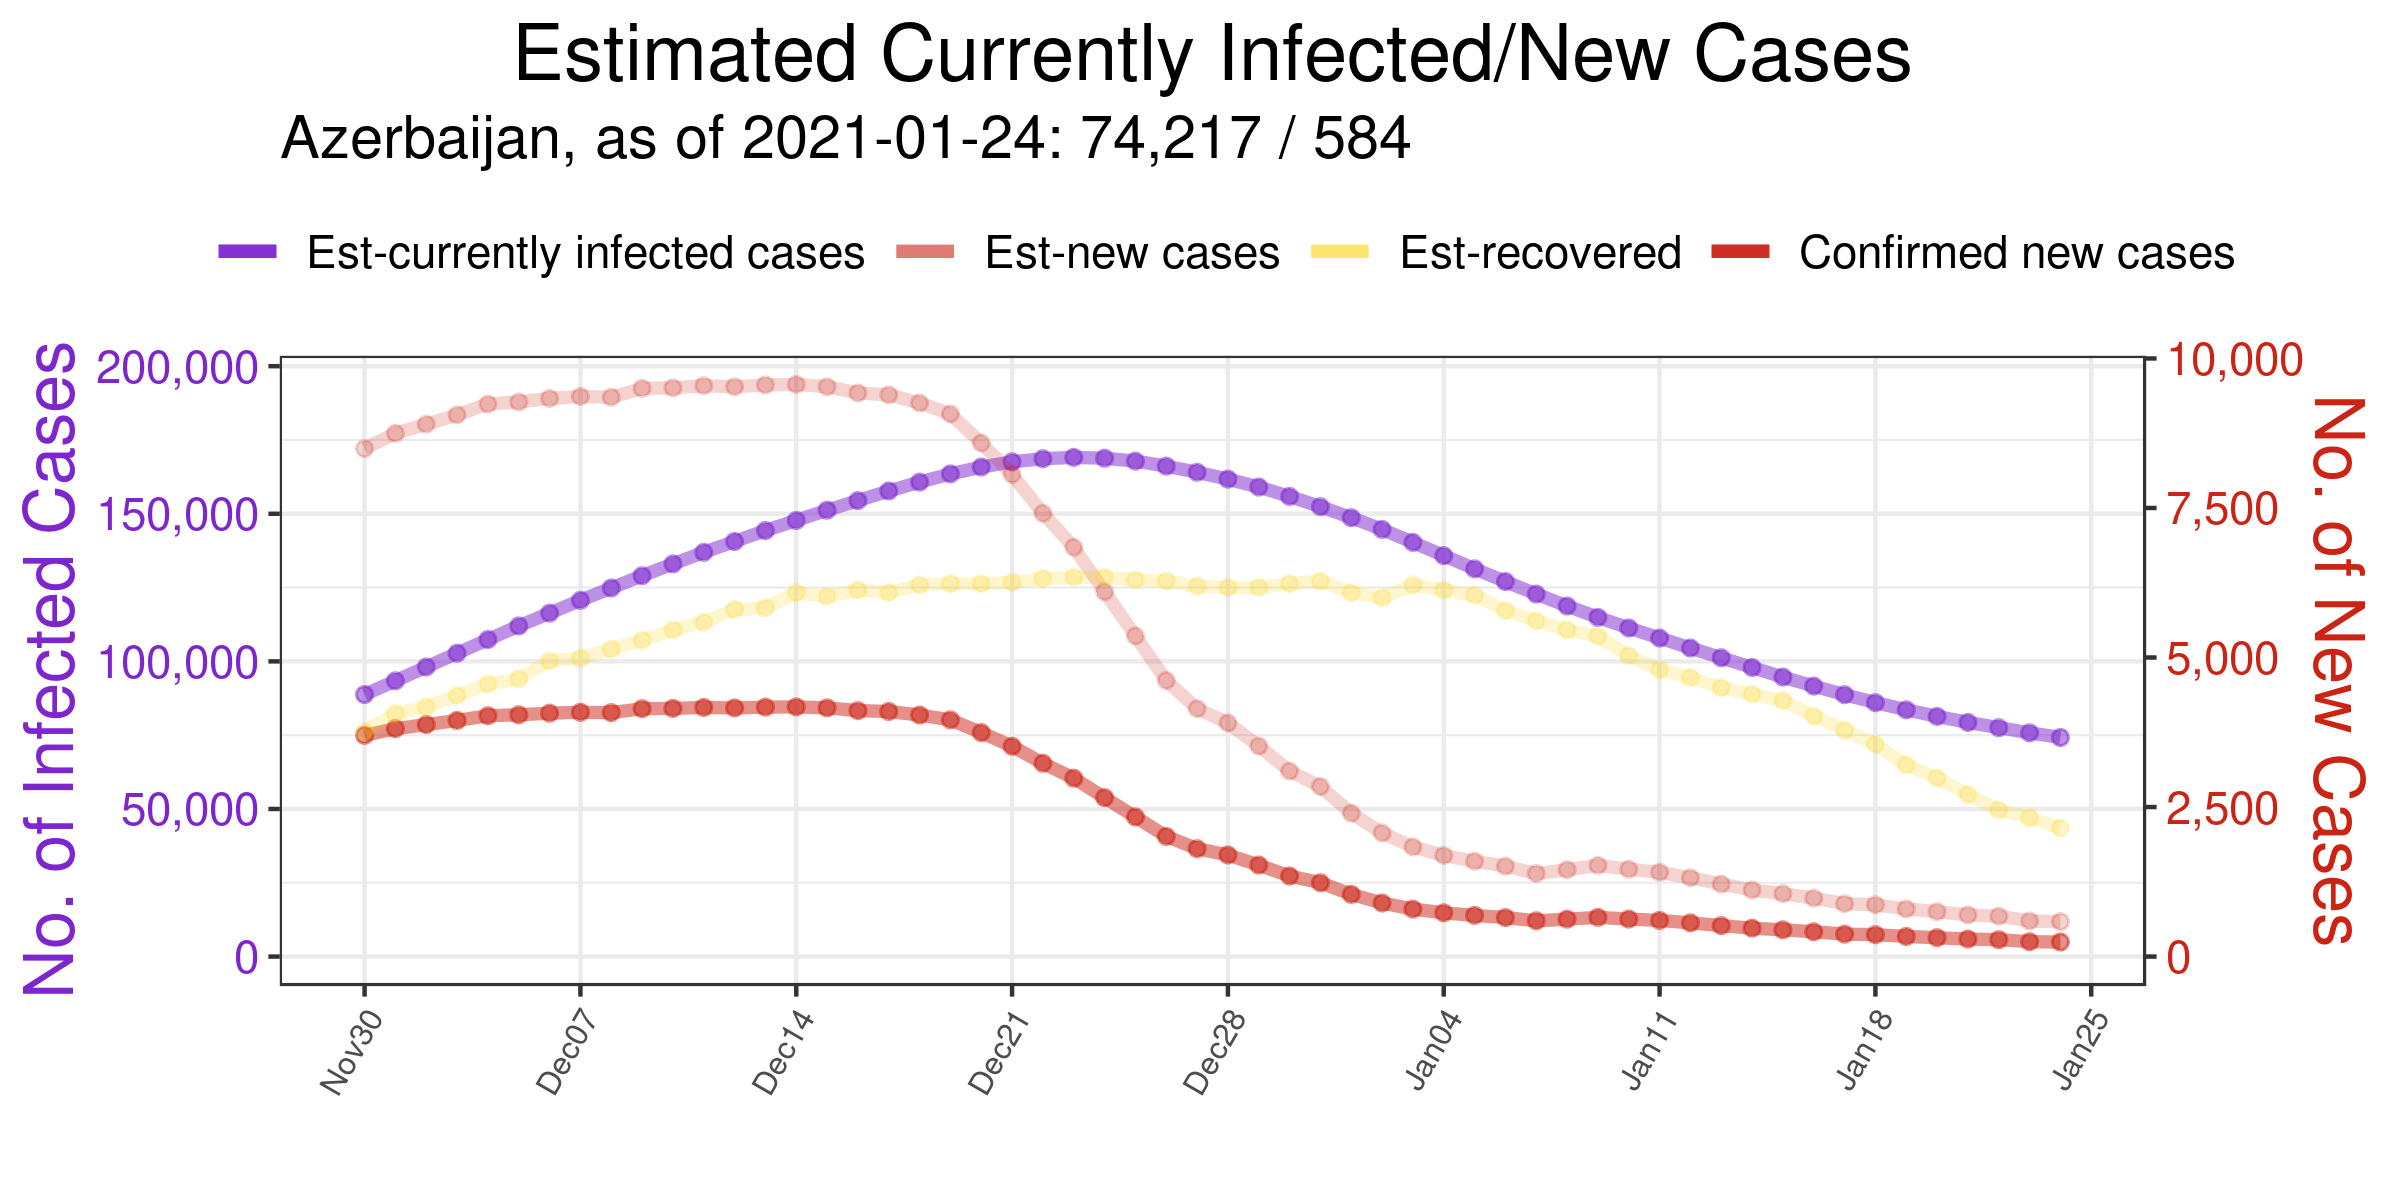 Estimated Currently Infected/New Cases
Azerbaijan, as of 2021-01-24: 74,217 / 584
Est-currently infected cases Est-new cases Est-recovered Confirmed new cases
No. of Infected Cases
200,000
150,000
100,000
50,000
0
10,000
7,500
5,000
2,500
0
No. of New Cases
Nov30 Dec07 Dec14 Dec21 Dec28 Jan04 Jan11 Jan18 Jan25